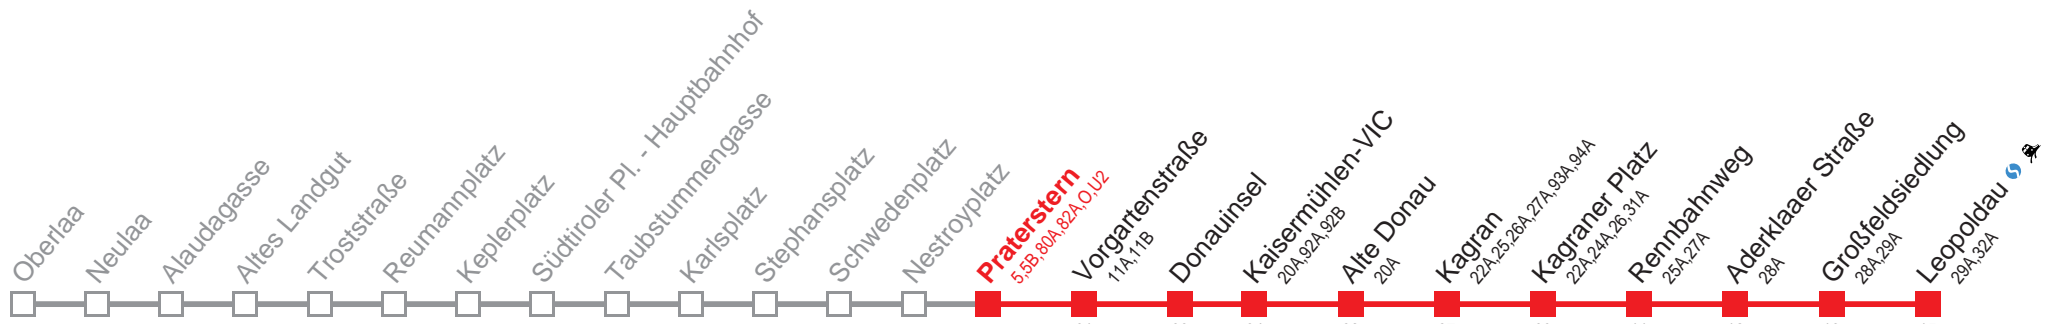 Oberlaa
Neulaa
Alaudagasse
Altes Landgut
Troststraße
Reumannplatz
Keplerplatz
Südtiroler Pl. - Hauptbahnhof
Taubstummengasse
Karlsplatz
Stephansplatz
Schwedenplatz
Nestroyplatz
Praterstern
5,5B,80A,82A,O,U2
Vorgartenstraße
11A,11B
Donauinsel
Kaisermühlen-VIC
20A,92A,92B
Alte Donau
20A
Kagran
22A,25,26A,27A,93A,94A
Kagraner Platz
22A,24A,26,31A
Rennbahnweg
25A,27A
Aderklaaer Straße
28A
Großfeldsiedlung
28A,29A
Leopoldau
29A,32A